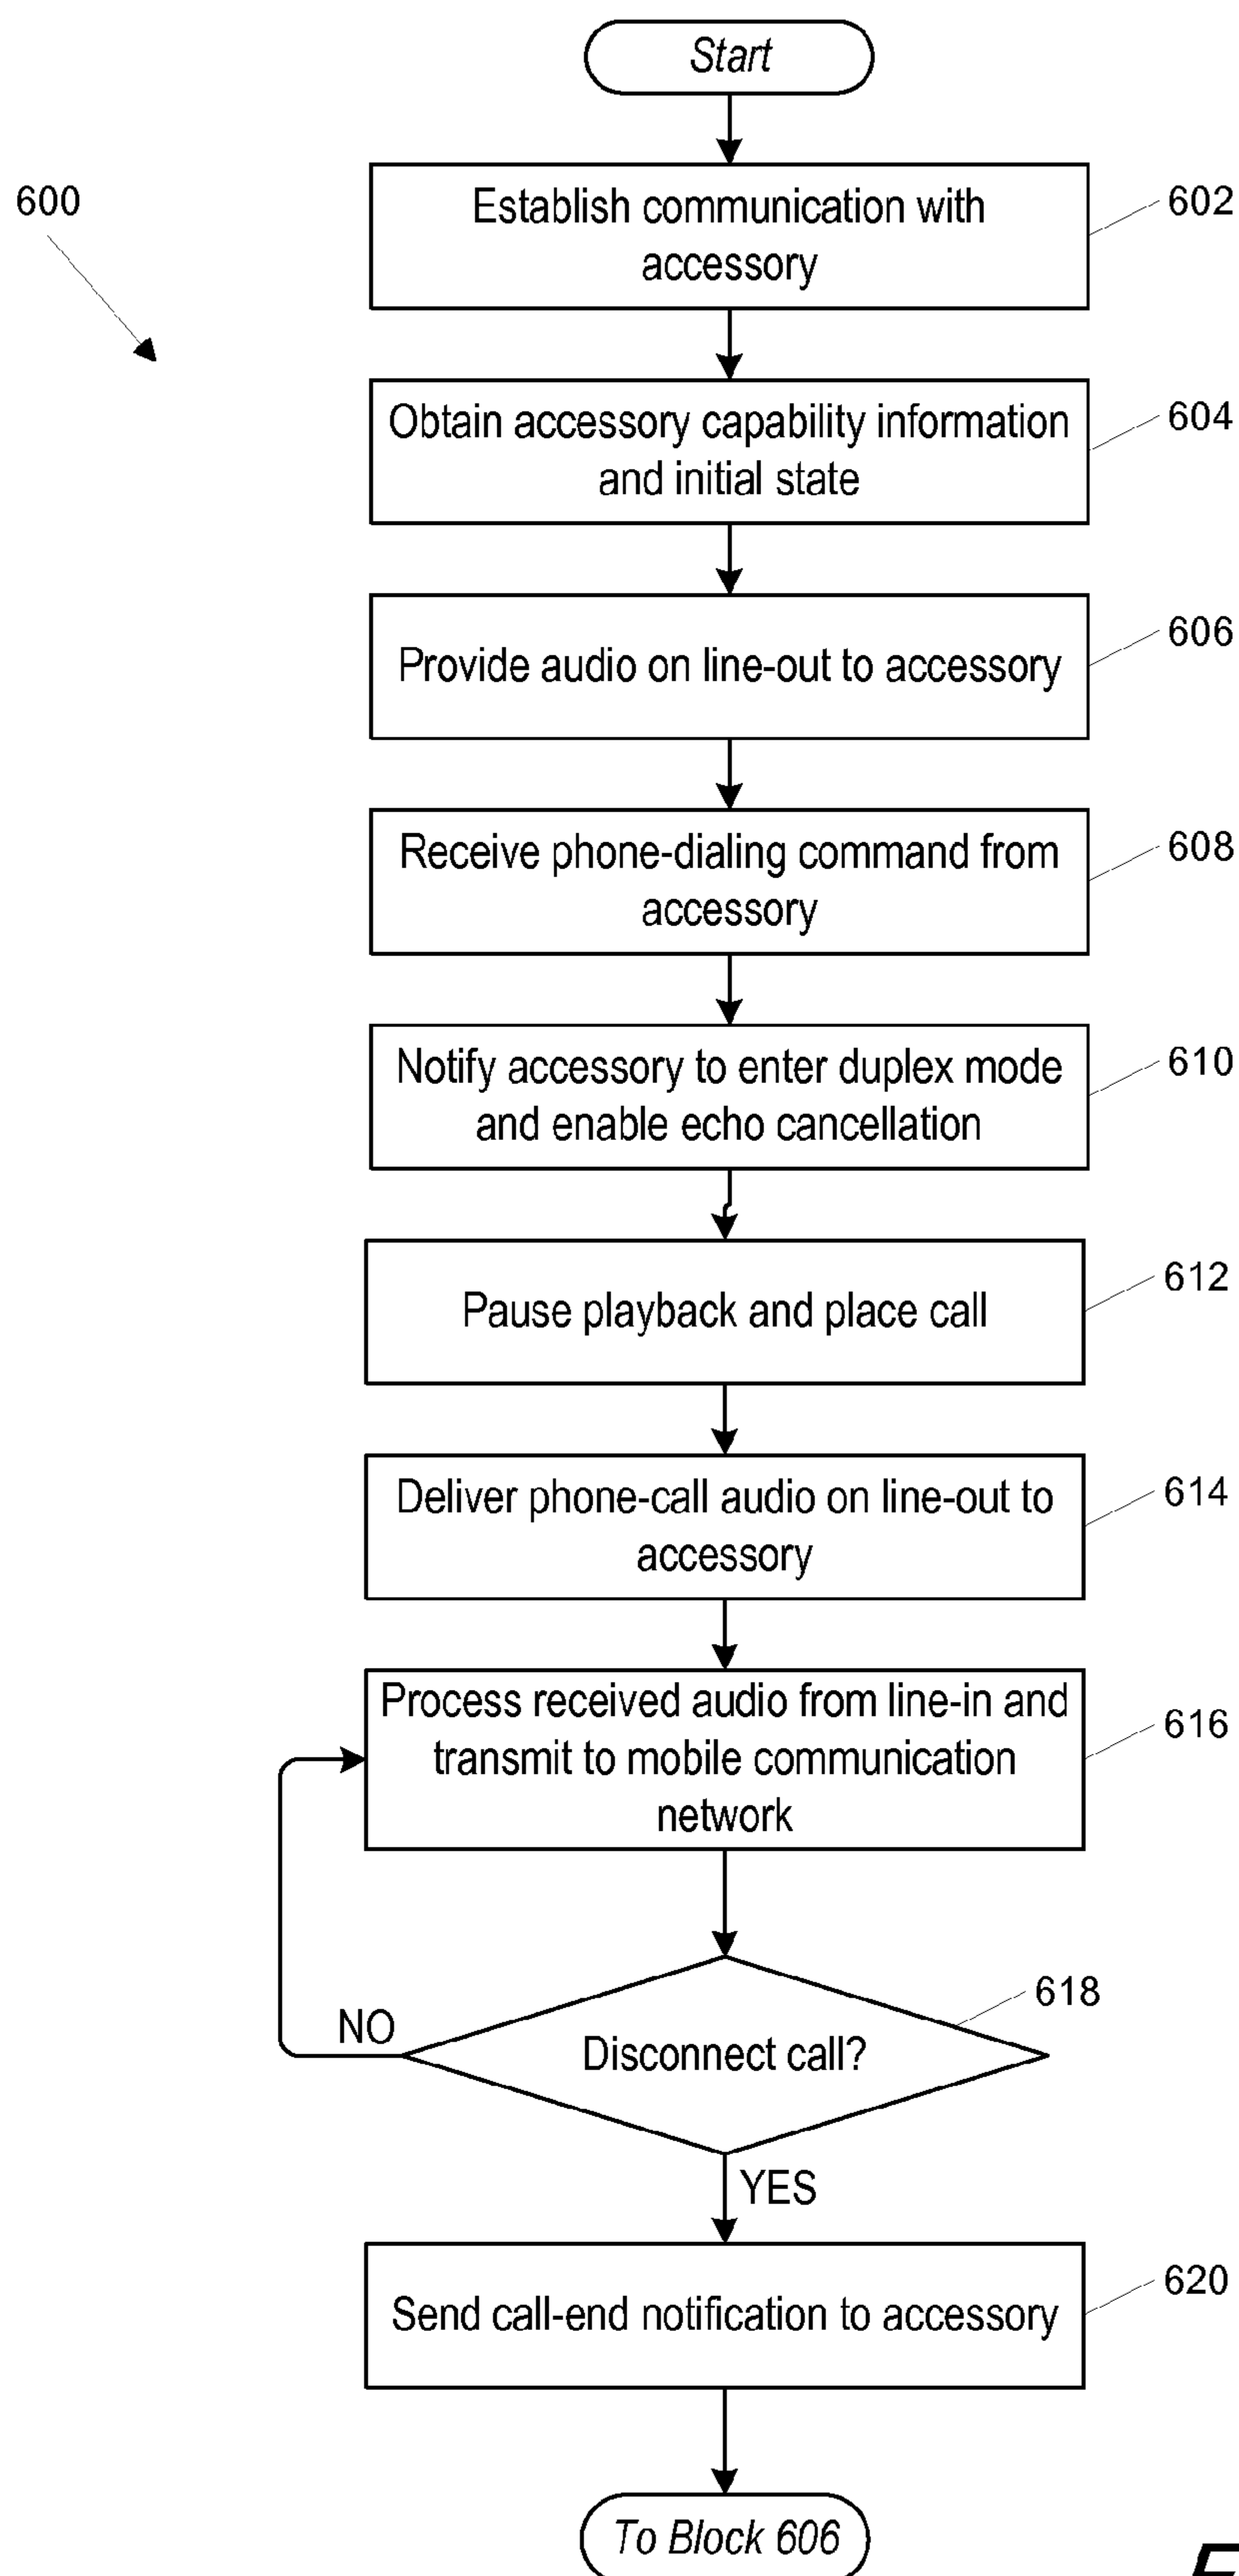 Start
600
Establish communication with
accessory
602
Obtain accessory capability information
and initial state
604
Provide audio on line-out to accessory
606
Receive phone-dialing command from
accessory
608
Notify accessory to enter duplex mode
and enable echo cancellation
610
Pause playback and place call
612
Deliver phone-call audio on line-out to
accessory
614
Process received audio from line-in and
transmit to mobile communication
network
616
Disconnect call?
618
NO
YES
Send call-end notification to accessory
620
To Block 606